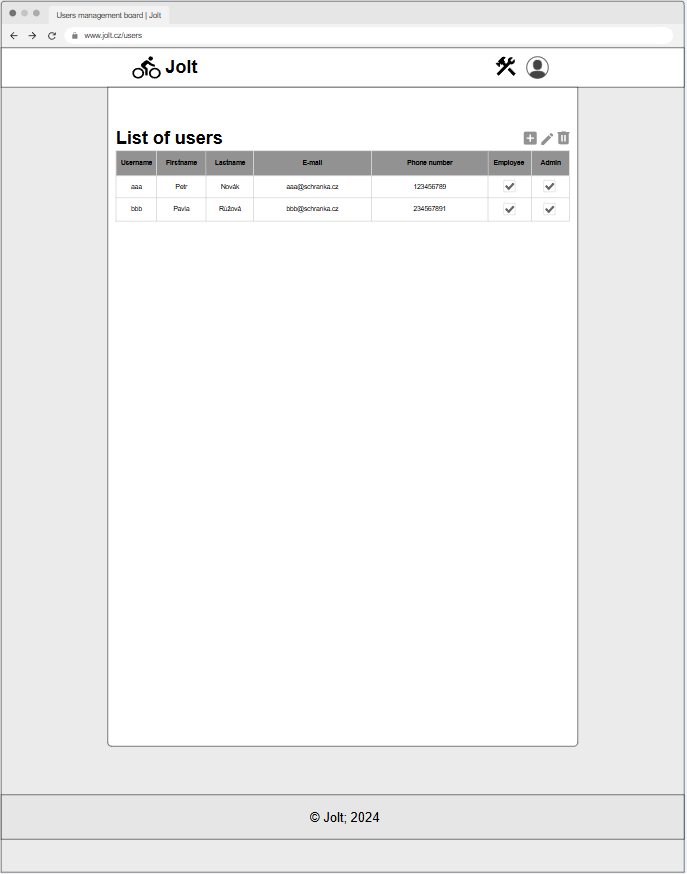 Users management board | Jolt
www.jolt.cz/users
Jolt
List of users
Username Firstname Lastname E-mail Phone number Employee Admin
aaa Petr Novák aaa@schranka.cz 123456789
bbb Pavla Růžová bbb@schranka.cz 234567891
© Jolt; 2024